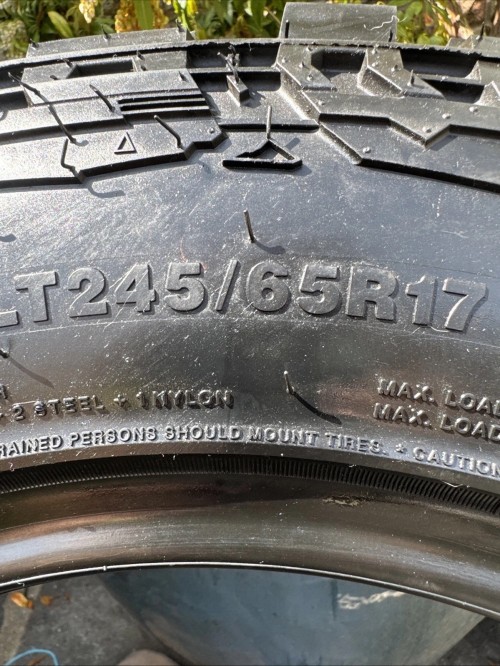 LT245/65R17
MAX. LOAD
+ 2 STEEL + 1 NYLON
MAX. LOAD
RAINED PERSONS SHOULD MOUNT TIRES. * CAUTION